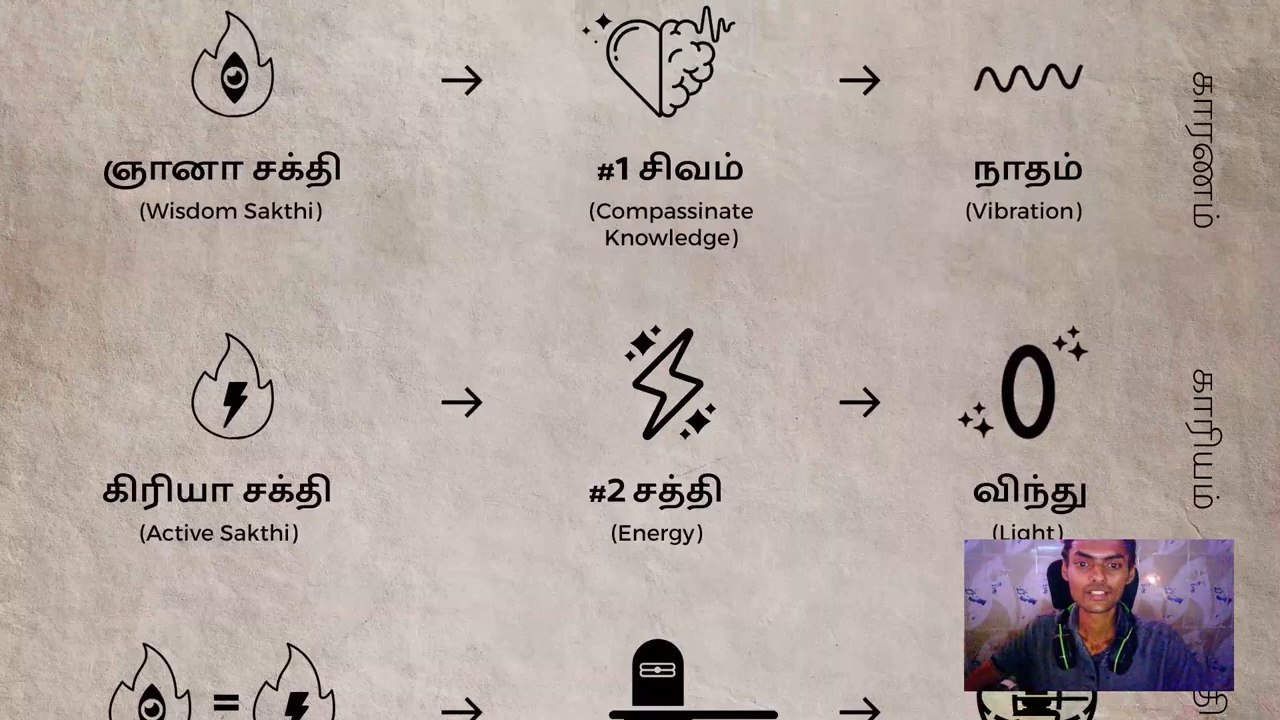 ஞானா சக்தி
(Wisdom Sakthi)
#1 சிவம்
(Compassinate
Knowledge)
நாதம்
(Vibration)
காரணம்
கிரியா சக்தி
(Active Sakthi)
#2 சத்தி
(Energy)
விந்து
(Light)
காரியம்
=